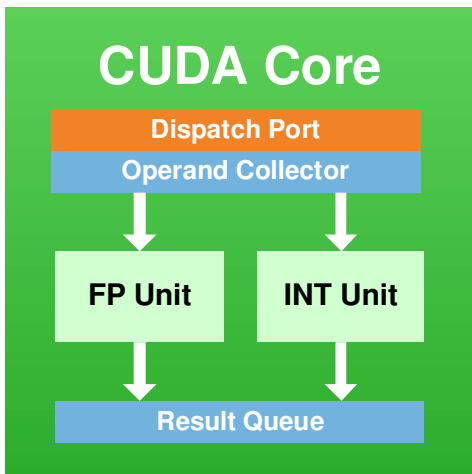 CUDA Core
Dispatch Port
Operand Collector
FP Unit
INT Unit
Result Queue